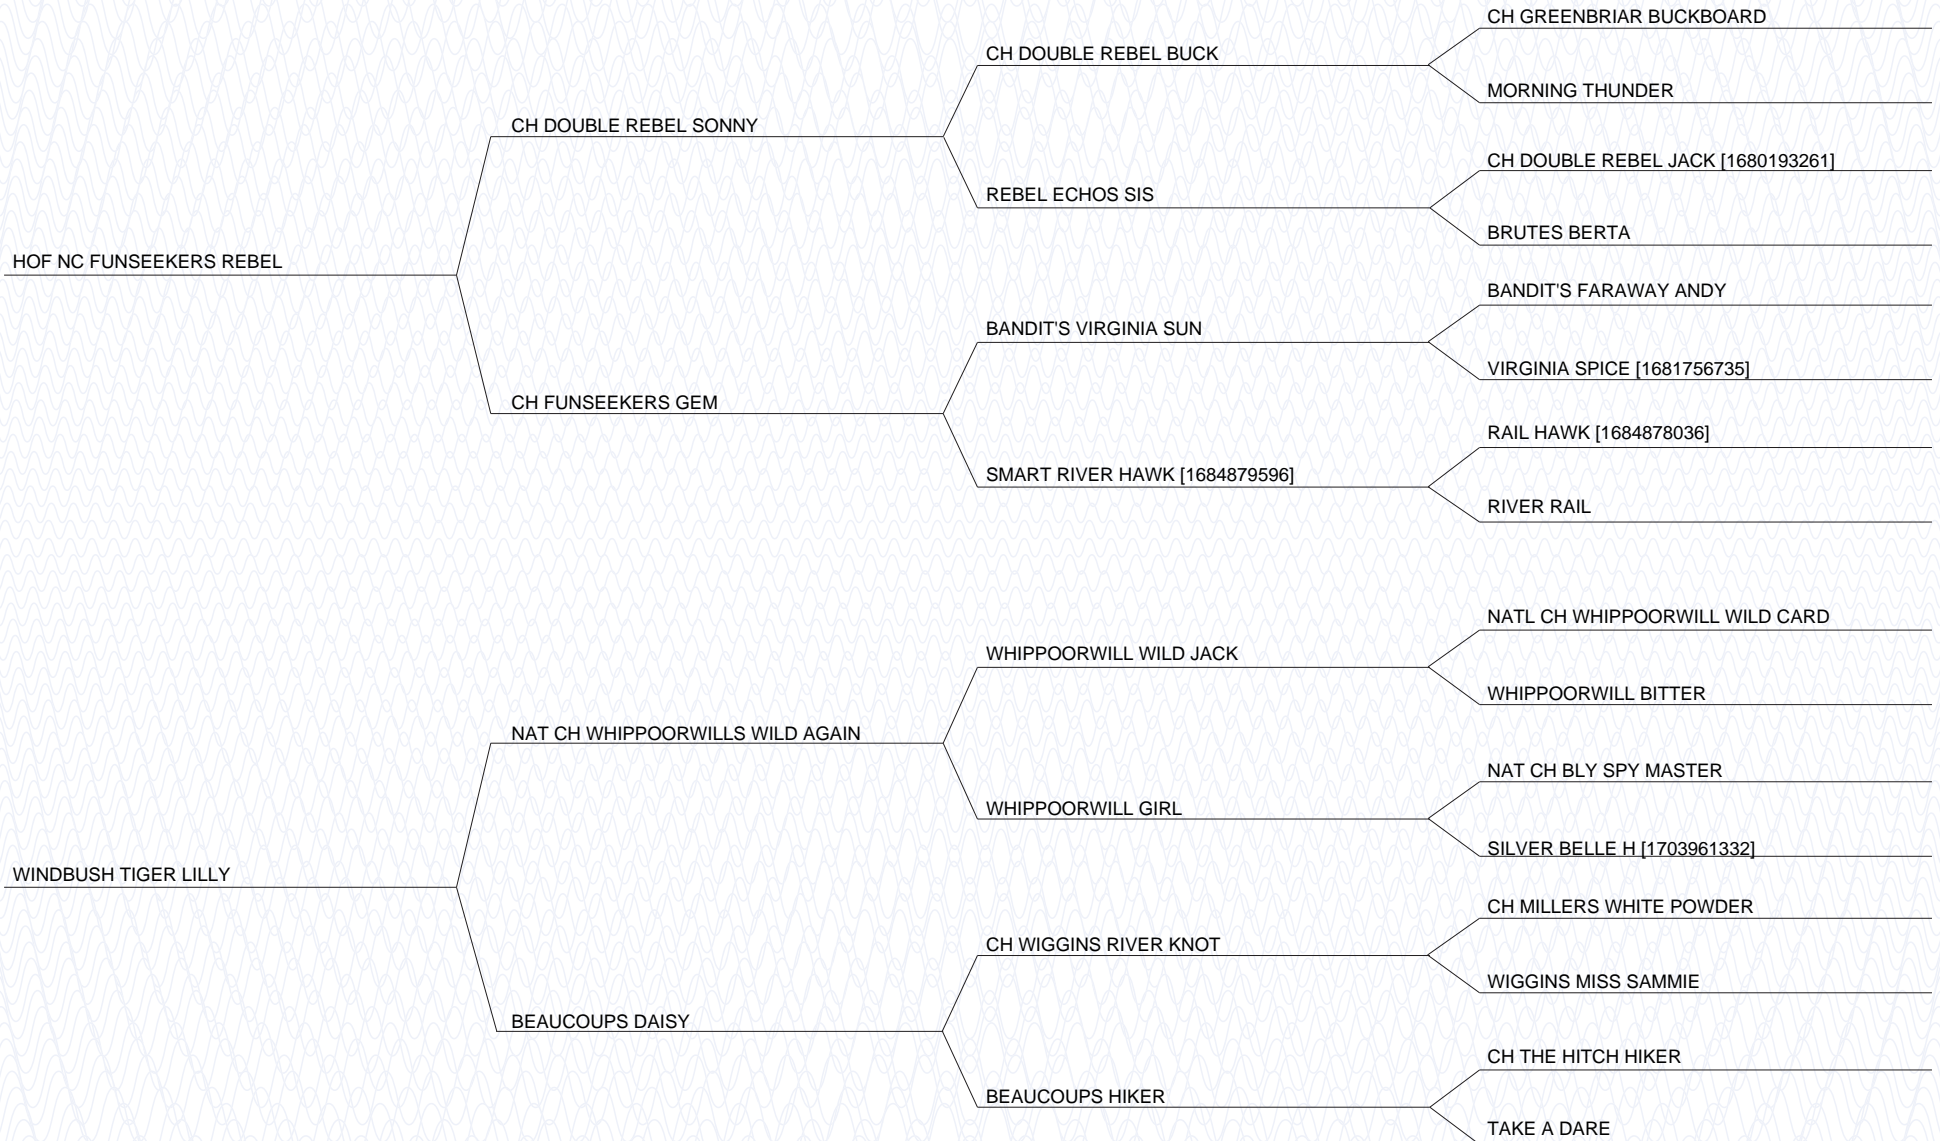 CH GREENBRIAR BUCKBOARD
CH DOUBLE REBEL BUCK
MORNING THUNDER
CH DOUBLE REBEL SONNY
CH DOUBLE REBEL JACK [1680193261]
REBEL ECHOS SIS
BRUTES BERTA
HOF NC FUNSEEKERS REBEL
BANDIT'S FARAWAY ANDY
BANDIT'S VIRGINIA SUN
VIRGINIA SPICE [1681756735]
CH FUNSEEKERS GEM
RAIL HAWK [1684878036]
SMART RIVER HAWK [1684879596]
RIVER RAIL
NATL CH WHIPPOORWILL WILD CARD
WHIPPOORWILL WILD JACK
WHIPPOORWILL BITTER
NAT CH WHIPPOORWILLS WILD AGAIN
NAT CH BLY SPY MASTER
WHIPPOORWILL GIRL
SILVER BELLE H [1703961332]
WINDBUSH TIGER LILLY
CH MILLERS WHITE POWDER
CH WIGGINS RIVER KNOT
WIGGINS MISS SAMMIE
BEAUCOUPS DAISY
CH THE HITCH HIKER
BEAUCOUPS HIKER
TAKE A DARE